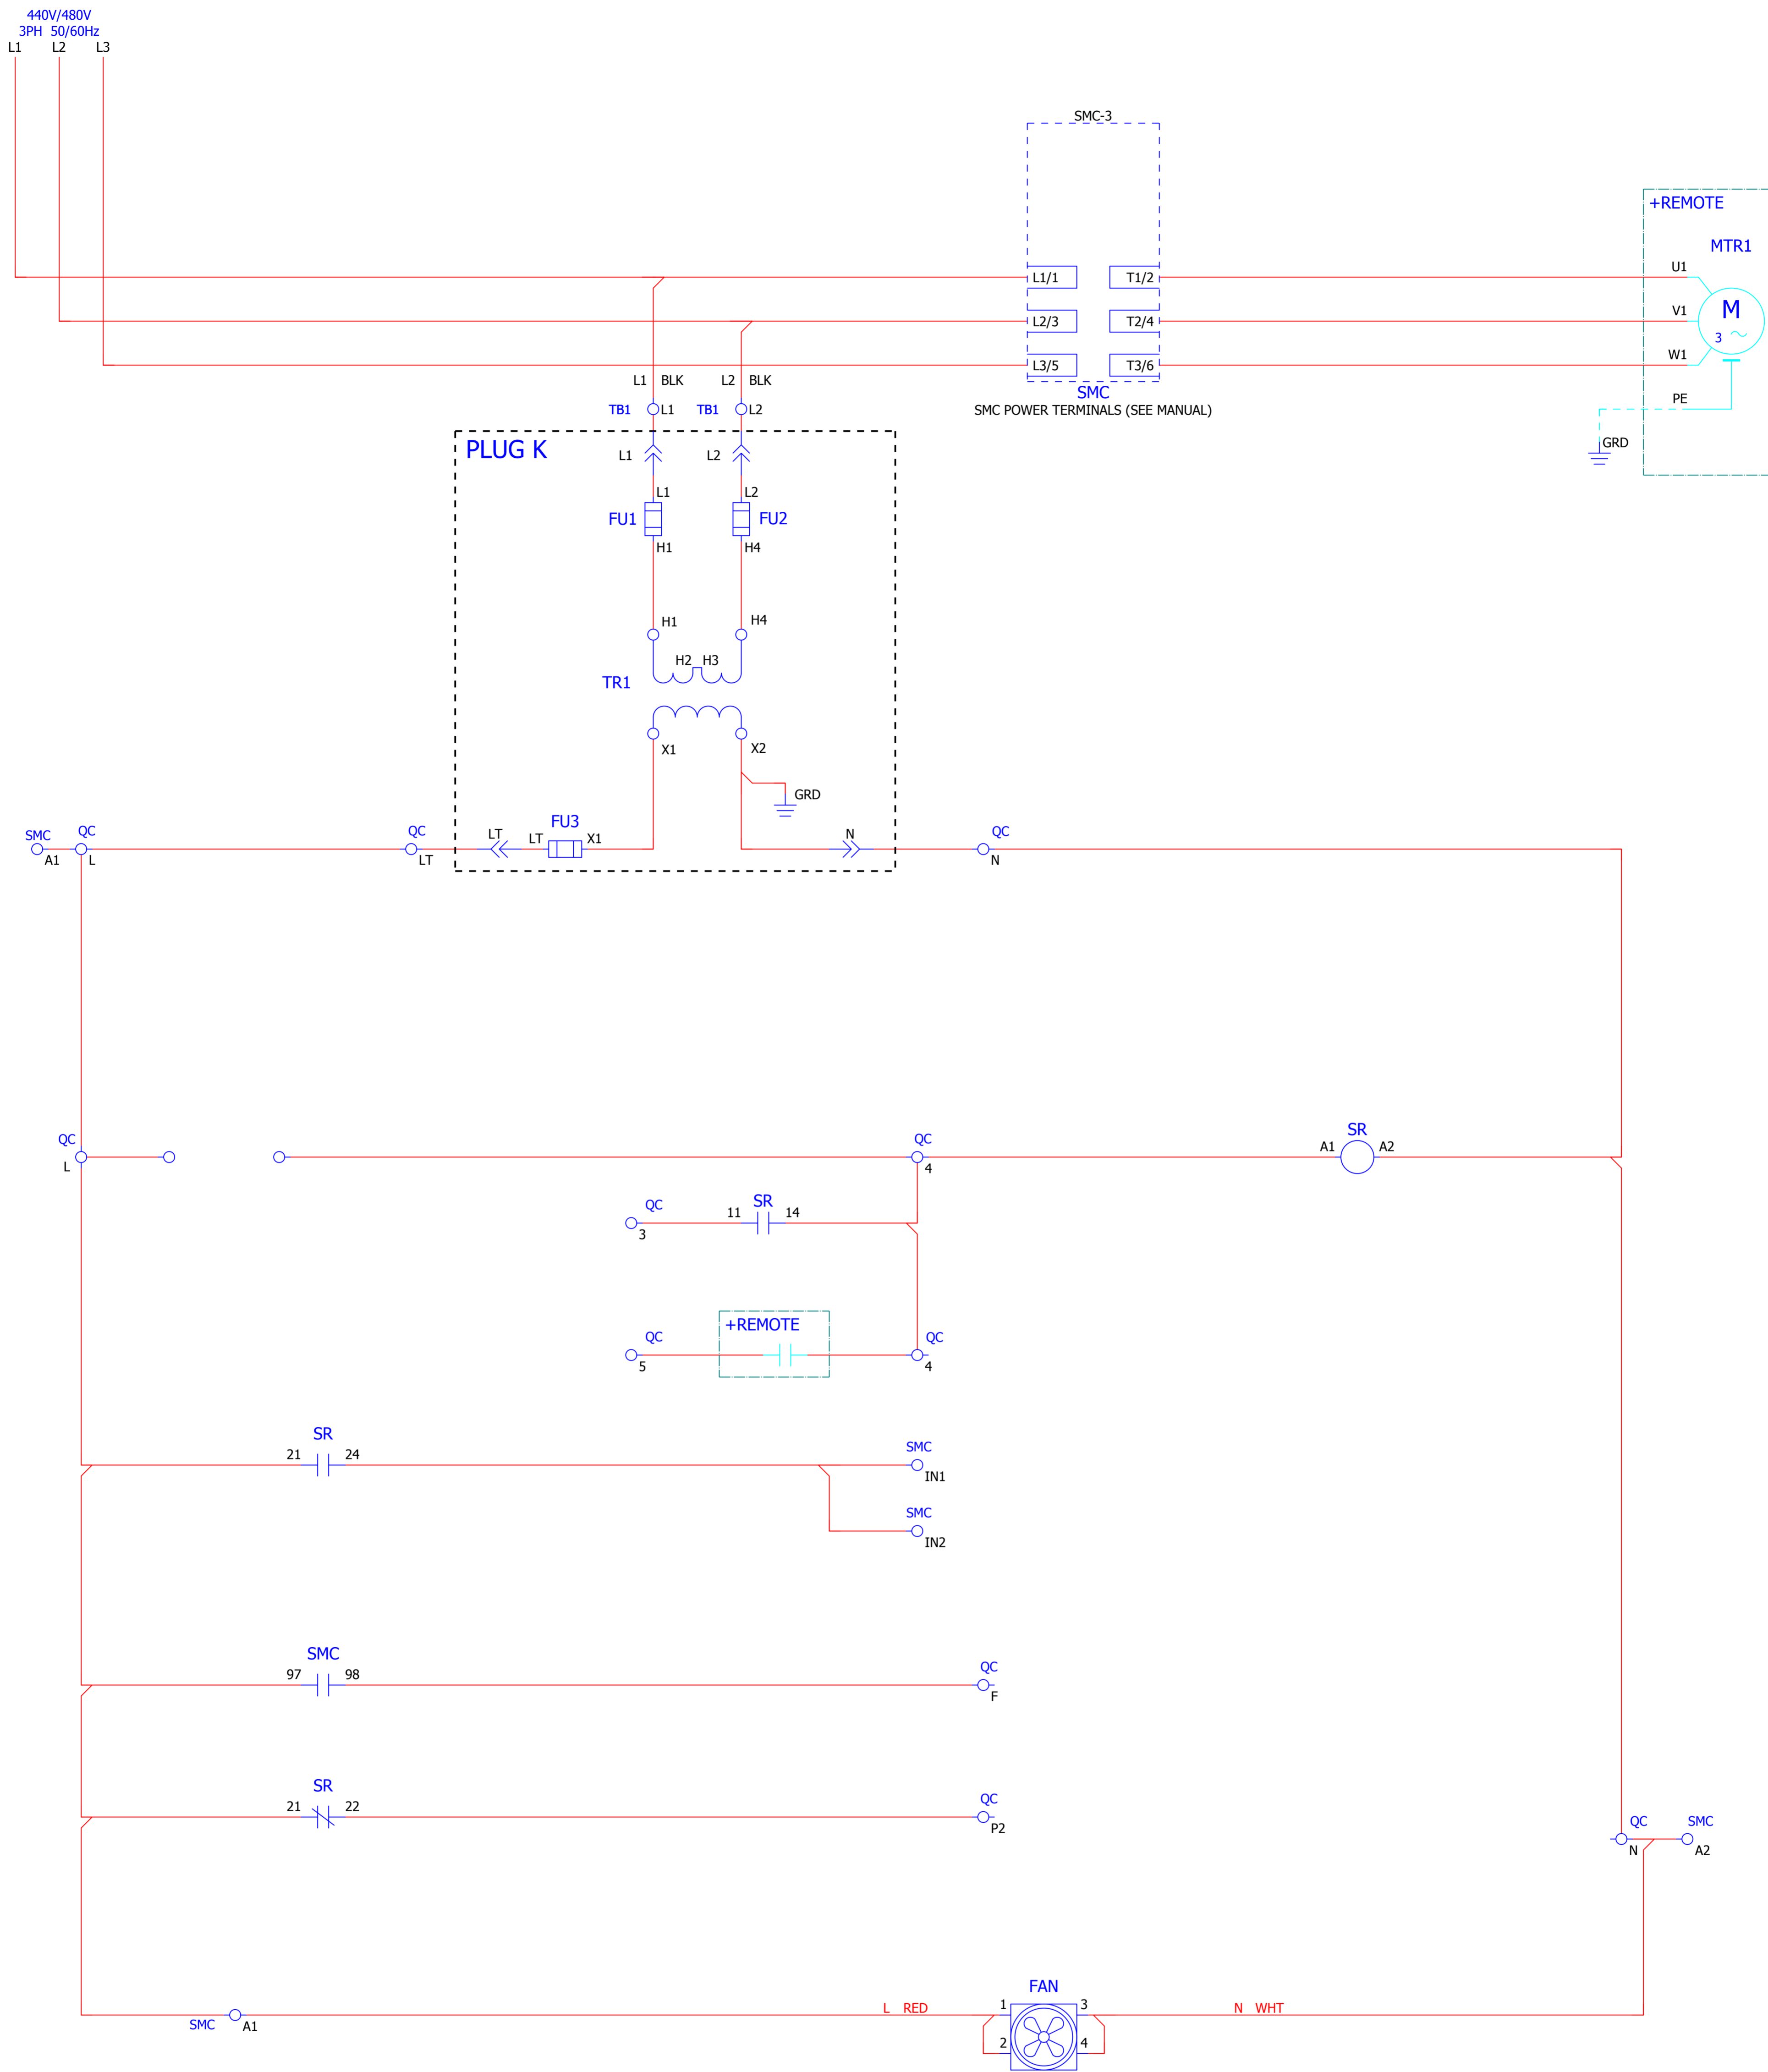 440V/480V
3PH 50/60Hz
L1 L2 L3
SMC-3
+REMOTE
MTR1
U1
L1/1 T1/2
M
3
V1
L2/3 T2/4
W1
L3/5 T3/6
L1 BLK L2 BLK
SMC
PE
TB1 L1 TB1 L2
SMC POWER TERMINALS (SEE MANUAL)
GRD
PLUG K
L1 L2
L1 L2
FU1 FU2
H1 H4
H1 H4
H2 H3
TR1
X1 X2
GRD
FU3
SMC QC QC LT LT X1 N QC
A1 L LT N
QC QC SR
A1 A2
L 4
QC SR
11 14
3
+REMOTE
QC QC
5 4
SR SMC
21 24
IN1
SMC
IN2
SMC
97 98
QC
F
SR
21 22
QC
P2
QC SMC
N A2
FAN
L RED 1 3 N WHT
SMC A1
2 4